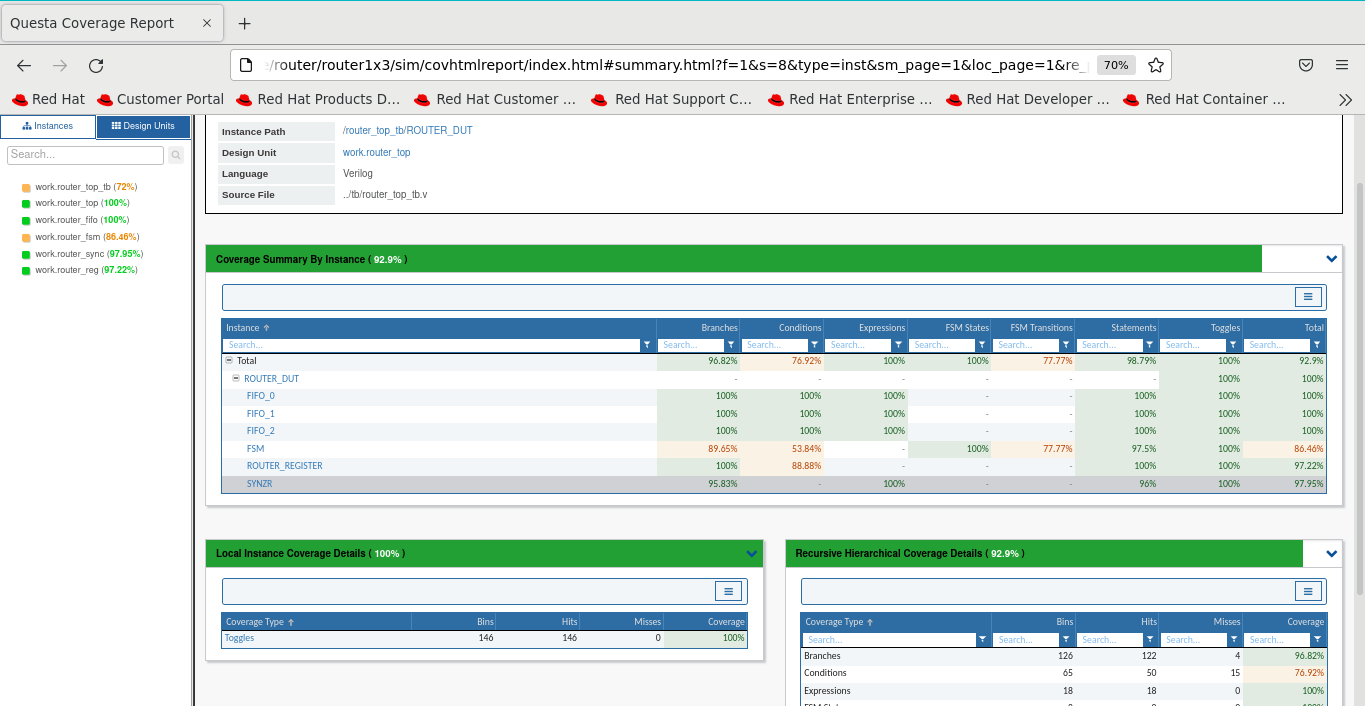 Questa Coverage Report × +
:/router/router1x3/sim/covhtmlreport/index.html#summary.html?f=1&s=8&type=inst&sm_page=1&loc_page=1&re_ 70%
Red Hat Customer Portal Red Hat Products D… Red Hat Customer … Red Hat Support C… Red Hat Enterprise … Red Hat Developer … Red Hat Container …
Instances Design Units
Search...
work.router_top_tb (72%)
work.router_top (100%)
work.router_fifo (100%)
work.router_fsm (86.46%)
work.router_sync (97.95%)
work.router_reg (97.22%)
Instance Path /router_top_tb/ROUTER_DUT
Design Unit work.router_top
Language Verilog
Source File ../tb/router_top_tb.v
Coverage Summary By Instance ( 92.9% )
Instance Branches Conditions Expressions FSM States FSM Transitions Statements Toggles Total
Search... Search... Search... Search... Search... Search... Search... Search... Search...
Total 96.82% 76.92% 100% 100% 77.77% 98.79% 100% 92.9%
ROUTER_DUT - - - - - - 100% 100%
FIFO_0 100% 100% 100% - - 100% 100% 100%
FIFO_1 100% 100% 100% - - 100% 100% 100%
FIFO_2 100% 100% 100% - - 100% 100% 100%
FSM 89.65% 53.84% - 100% 77.77% 97.5% 100% 86.46%
ROUTER_REGISTER 100% 88.88% - - - 100% 100% 97.22%
SYNZR 95.83% - 100% - - 96% 100% 97.95%
Local Instance Coverage Details ( 100% )
Coverage Type Bins Hits Misses Coverage
Toggles 146 146 0 100%
Recursive Hierarchical Coverage Details ( 92.9% )
Coverage Type Bins Hits Misses Coverage
Search... Search... Search... Search... Search...
Branches 126 122 4 96.82%
Conditions 65 50 15 76.92%
Expressions 18 18 0 100%